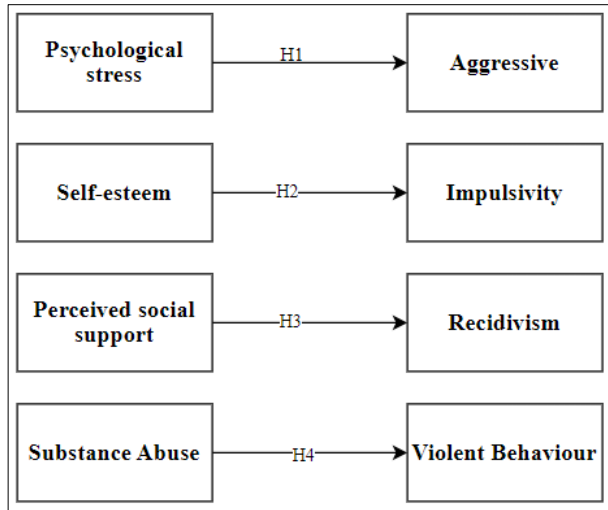 Psychological
stress
H1
Aggressive
Self-esteem
H2
Impulsivity
Perceived social
support
H3
Recidivism
Substance Abuse
H4
Violent Behaviour